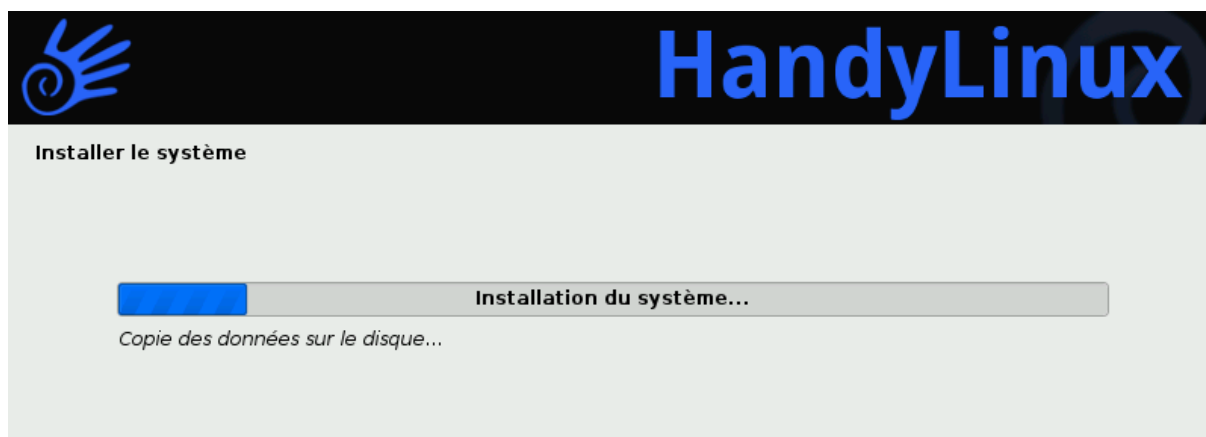 HandyLinux
Installer le système
Installation du système...
Copie des données sur le disque...